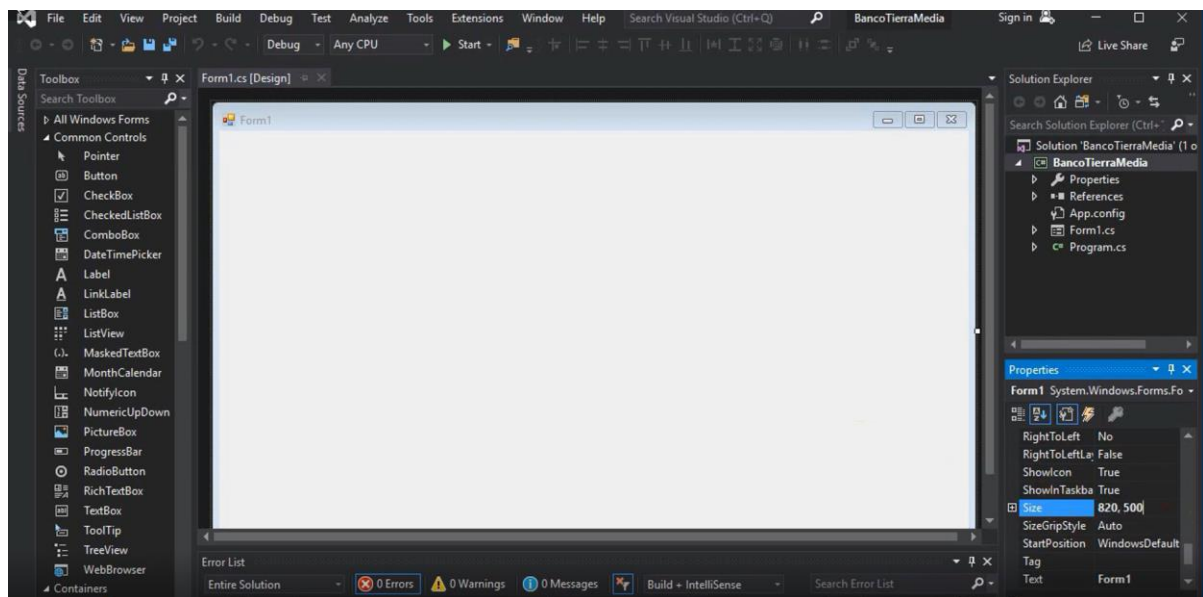 File Edit View Project Build Debug Test Analyze Tools Extensions Window Help Search Visual Studio (Ctrl+Q) BancoTierraMedia Sign in
Debug Any CPU Start Live Share
Data Sources
Toolbox
Search Toolbox
All Windows Forms
Common Controls
Pointer
Button
CheckBox
CheckedListBox
ComboBox
DateTimePicker
Label
LinkLabel
ListBox
ListView
MaskedTextBox
MonthCalendar
NotifyIcon
NumericUpDown
PictureBox
ProgressBar
RadioButton
RichTextBox
TextBox
ToolTip
TreeView
WebBrowser
Containers
Form1.cs [Design]
Form1
Error List
Entire Solution 0 Errors 0 Warnings 0 Messages Build + IntelliSense Search Error List
Solution Explorer
Search Solution Explorer (Ctrl+
Solution 'BancoTierraMedia' (1 o
BancoTierraMedia
Properties
References
App.config
Form1.cs
Program.cs
Properties
Form1 System.Windows.Forms.Fo
RightToLeft No
RightToLeftLa False
ShowIcon True
ShowInTaskba True
Size 820, 500
SizeGripStyle Auto
StartPosition WindowsDefault
Tag
Text Form1